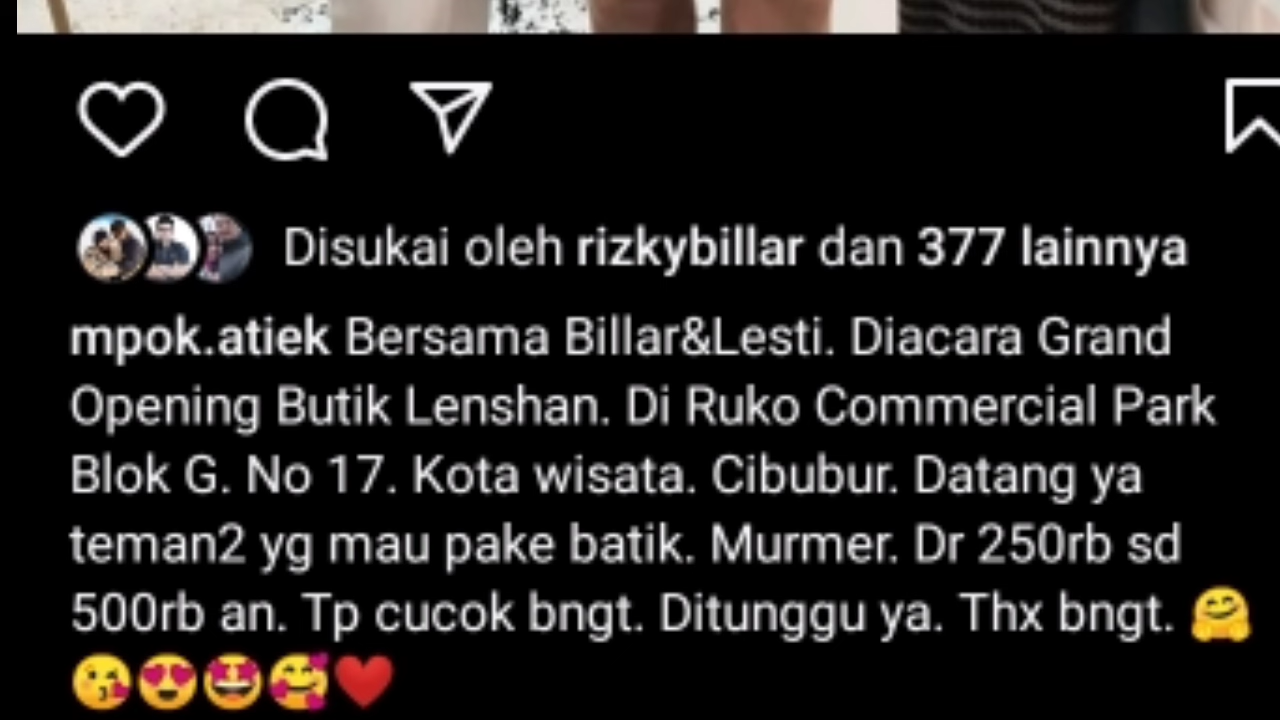 Disukai oleh rizkybillar dan 377 lainnya
mpok.atiek Bersama Billar&Lesti. Diacara Grand
Opening Butik Lenshan. Di Ruko Commercial Park
Blok G. No 17. Kota wisata. Cibubur. Datang ya
teman2 yg mau pake batik. Murmer. Dr 250rb sd
500rb an. Tp cucok bngt. Ditunggu ya. Thx bngt. 🤗
😘😍🤩🥰❤️